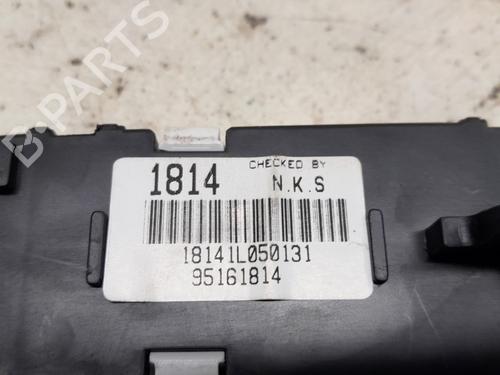 B-PARTS
1814
CHECKED BY
N.K.S
18141L050131
95161814